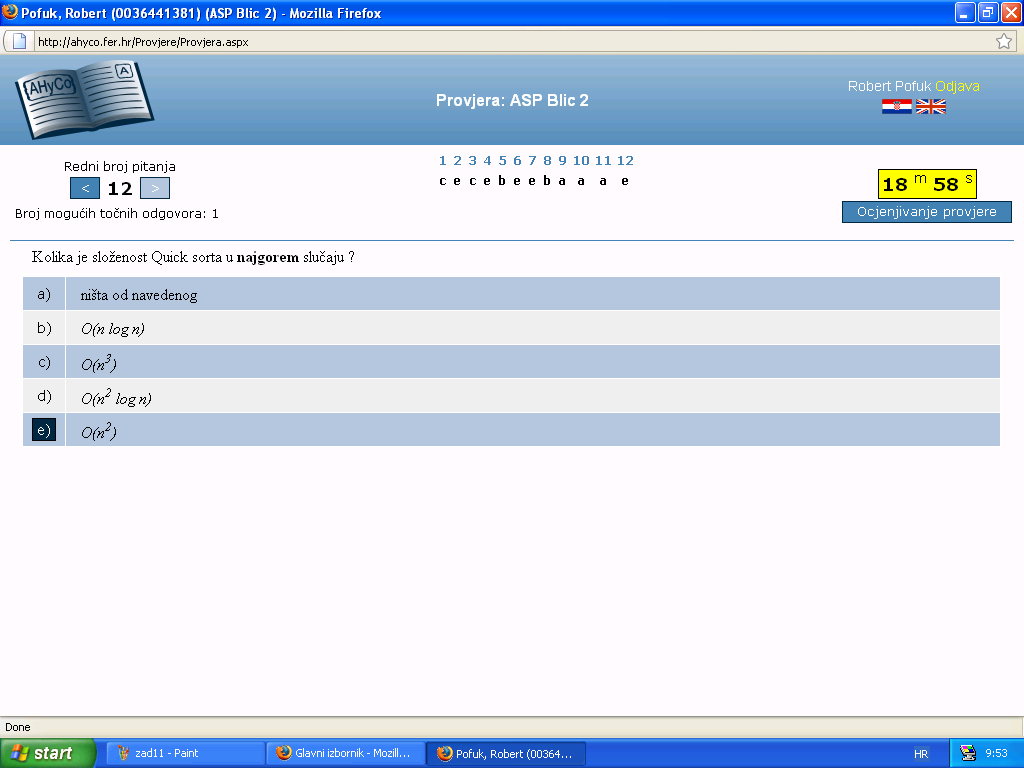 Pofuk, Robert (0036441381) (ASP Blic 2) - Mozilla Firefox
http://ahyco.fer.hr/Provjere/Provjera.aspx
{AHyCo} A
Provjera: ASP Blic 2
Robert Pofuk Odjava
Redni broj pitanja
< 12 >
Broj mogućih točnih odgovora: 1
1 2 3 4 5 6 7 8 9 10 11 12
c e c e b e e b a a a e
18 m 58 s
Ocjenjivanje provjere
Kolika je složenost Quick sorta u najgorem slučaju ?
a) ništa od navedenog
b) O(n log n)
c) O(n³)
d) O(n² log n)
e) O(n²)
Done
start zad11 - Paint Glavni izbornik - Mozill... Pofuk, Robert (00364... HR 9:53